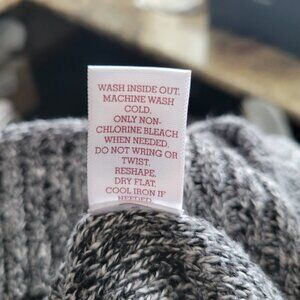 WASH INSIDE OUT.
MACHINE WASH
COLD.
ONLY NON-
CHLORINE BLEACH
WHEN NEEDED.
DO NOT WRING OR
TWIST.
RESHAPE.
DRY FLAT.
COOL IRON IF
NEEDED